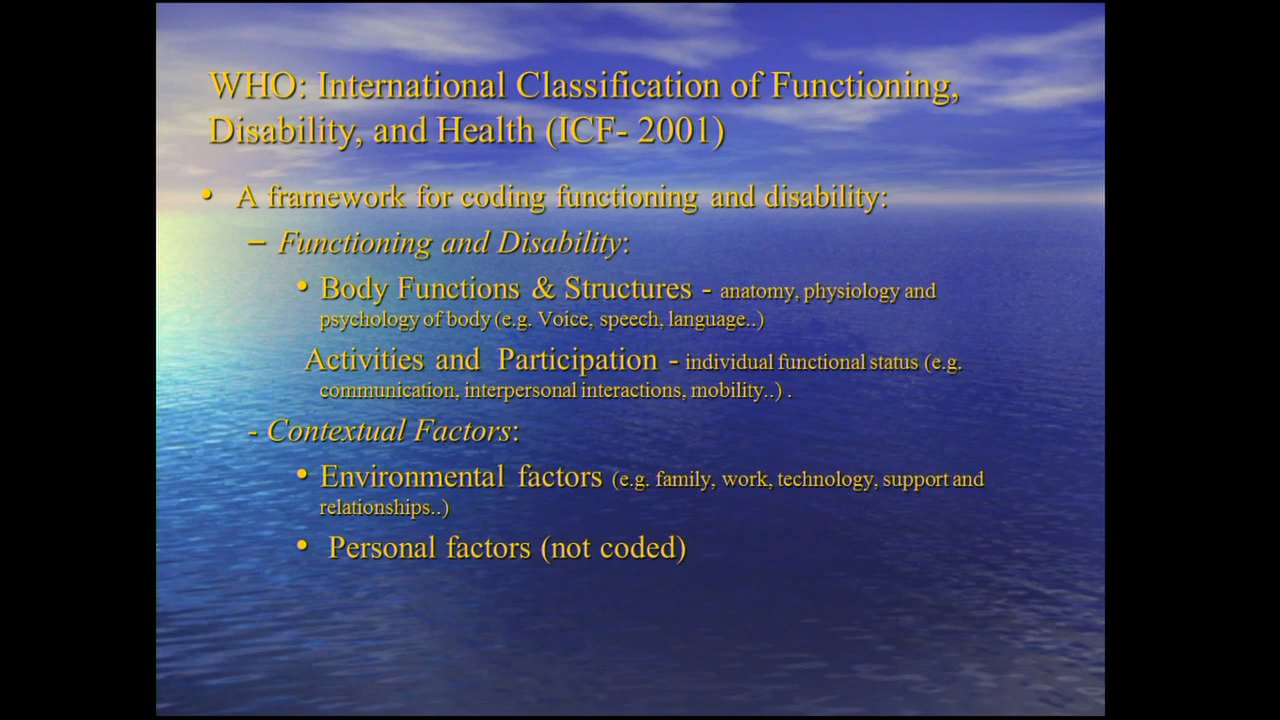 WHO: International Classification of Functioning,
Disability, and Health (ICF- 2001)
• A framework for coding functioning and disability:
– Functioning and Disability:
• Body Functions & Structures - anatomy, physiology and
psychology of body (e.g. Voice, speech, language..)
Activities and Participation - individual functional status (e.g.
communication, interpersonal interactions, mobility..) .
- Contextual Factors:
• Environmental factors (e.g. family, work, technology, support and
relationships..)
• Personal factors (not coded)